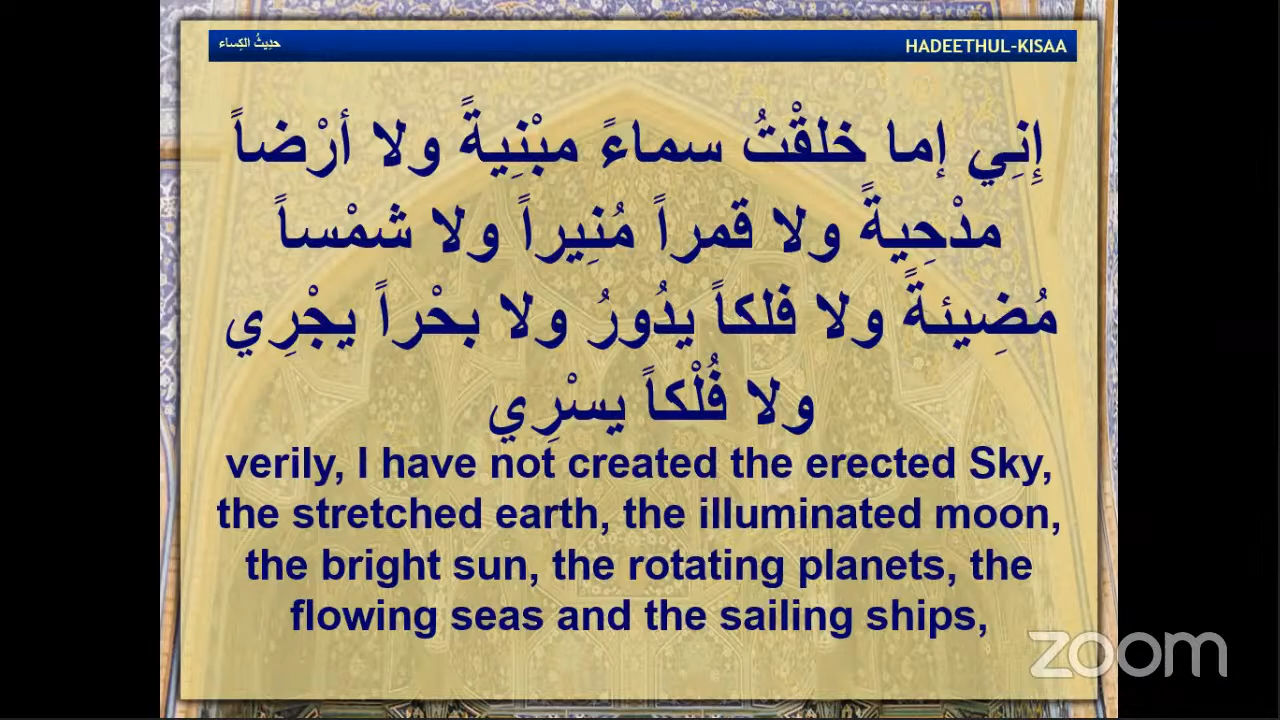 حدِيثُ الكِساء
HADEETHUL-KISAA
إِنِي إما خلقْتُ سماءً مبْنِيةً ولا أرْضاً
مدْحِيةً ولا قمراً مُنِيراً ولا شمْساً
مُضِيئةً ولا فلكاً يدُورُ ولا بحْراً يجْرِي
ولا فُلْكاً يسْرِي
verily, I have not created the erected Sky,
the stretched earth, the illuminated moon,
the bright sun, the rotating planets, the
flowing seas and the sailing ships,
zoom